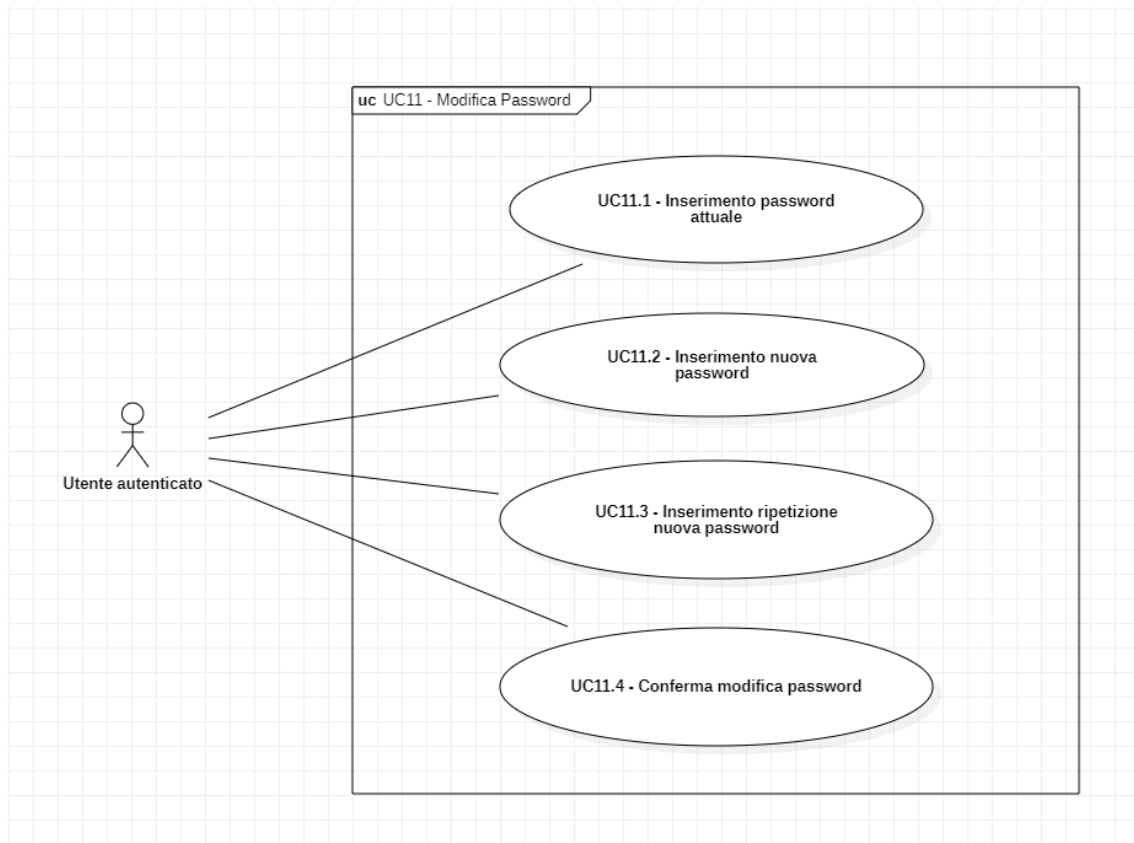 uc UC11 - Modifica Password
UC11.1 - Inserimento password
attuale
UC11.2 - Inserimento nuova
password
Utente autenticato
UC11.3 - Inserimento ripetizione
nuova password
UC11.4 - Conferma modifica password